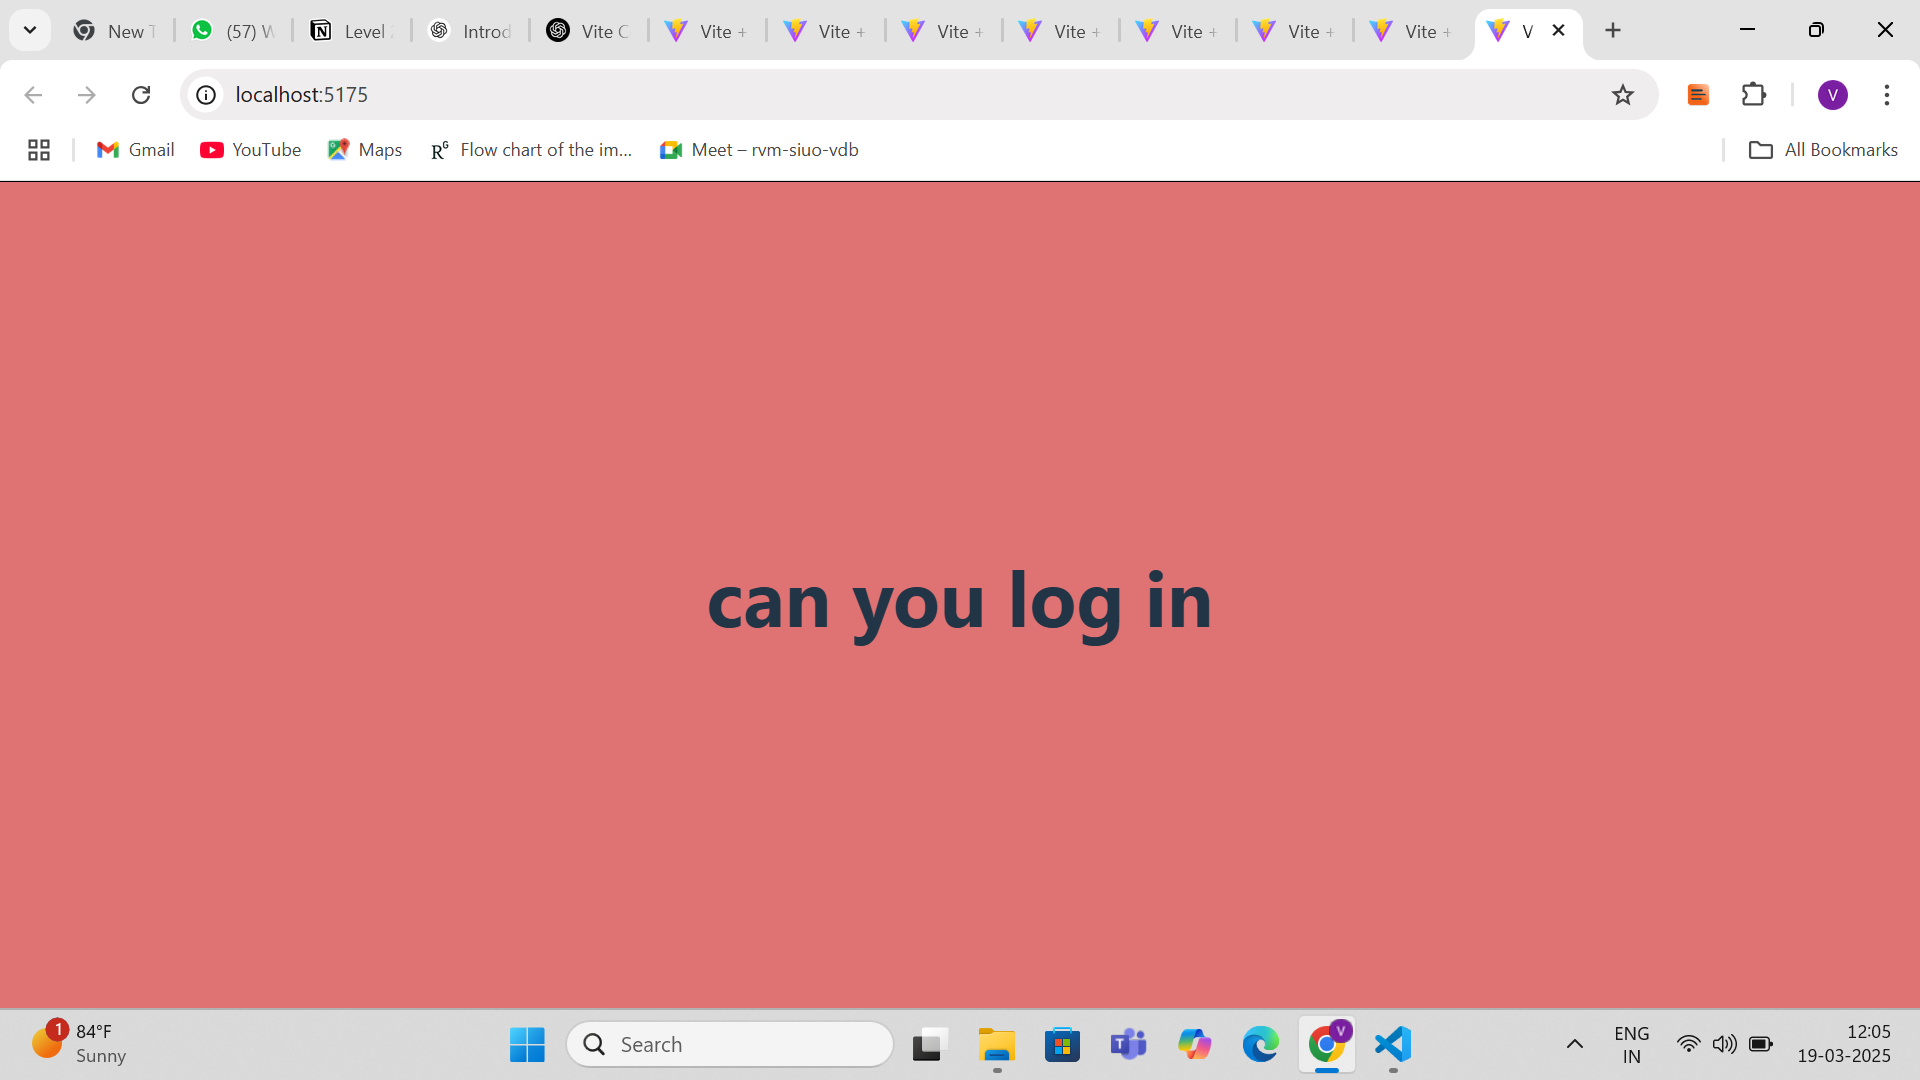 New T
(57) W
Level
Introd
Vite C
Vite +
Vite +
Vite +
Vite +
Vite +
Vite +
Vite +
V
localhost:5175
V
Gmail
YouTube
Maps
RG
Flow chart of the im...
Meet – rvm-siuo-vdb
All Bookmarks
can you log in
1
84°F
Sunny
Search
V
ENG
IN
12:05
19-03-2025